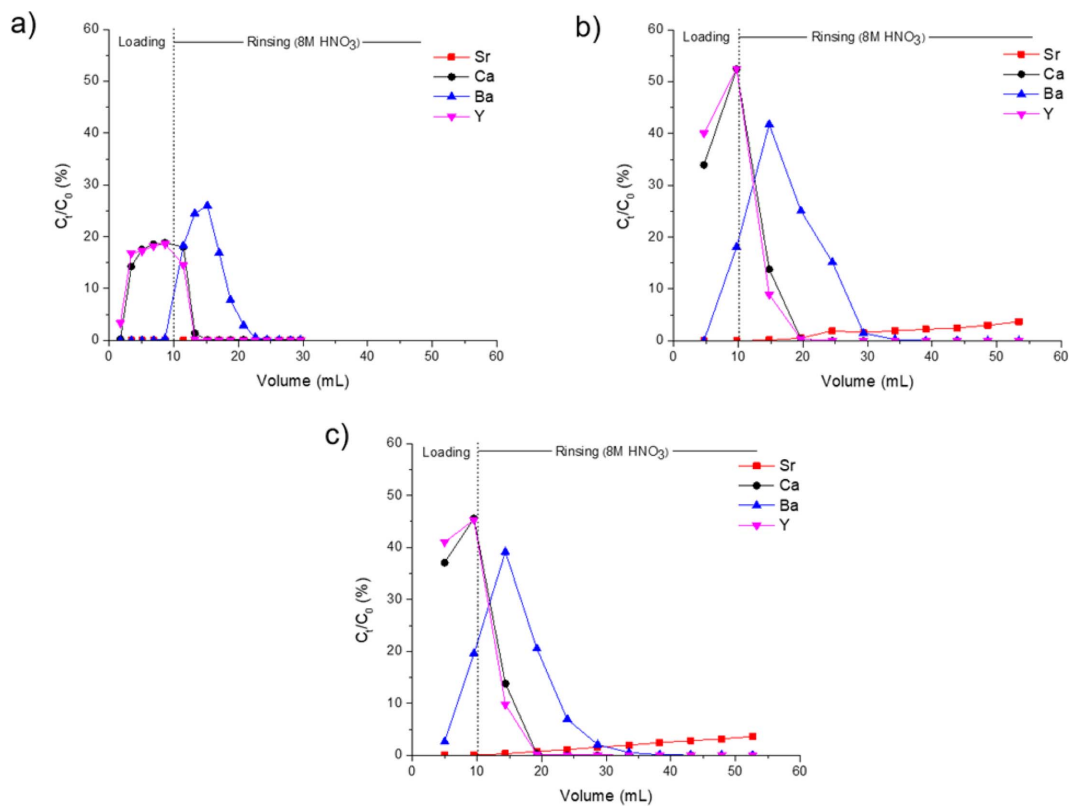 a)
Loading
Rinsing (8M HNO₃)
Sr
Ca
Ba
Y
60
50
40
30
20
10
0
Cₜ/C₀ (%)
0 10 20 30 40 50 60
Volume (mL)
b)
Loading
Rinsing (8M HNO₃)
Sr
Ca
Ba
Y
60
50
40
30
20
10
0
Cₜ/C₀ (%)
0 10 20 30 40 50 60
Volume (mL)
c)
Loading
Rinsing (8M HNO₃)
Sr
Ca
Ba
Y
60
50
40
30
20
10
0
Cₜ/C₀ (%)
0 10 20 30 40 50 60
Volume (mL)